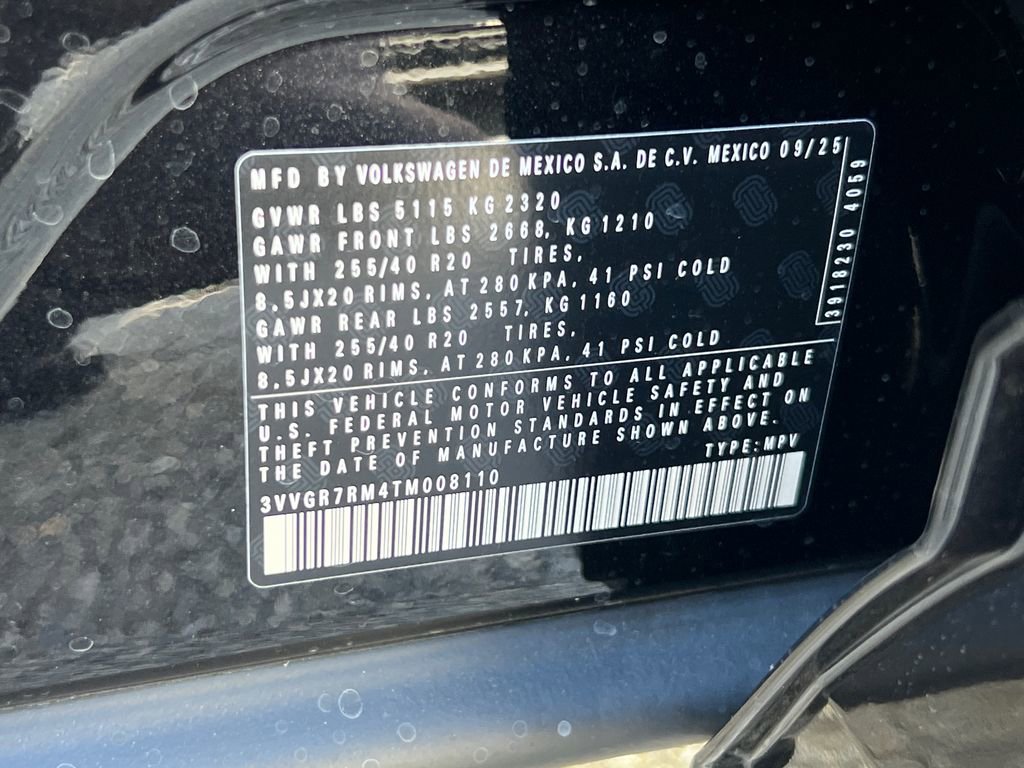 MFD BY VOLKSWAGEN DE MEXICO S.A. DE C.V. MEXICO 09/25
GVWR LBS 5115 KG 2320
GAWR FRONT LBS 2668, KG 1210
WITH 255/40 R20 TIRES,
8,5JX20 RIMS, AT 280 KPA, 41 PSI COLD
GAWR REAR LBS 2557, KG 1160
WITH 255/40 R20 TIRES,
8,5JX20 RIMS, AT 280 KPA, 41 PSI COLD
3918230 4059
THIS VEHICLE CONFORMS TO ALL APPLICABLE
U.S. FEDERAL MOTOR VEHICLE SAFETY AND
THEFT PREVENTION STANDARDS IN EFFECT ON
THE DATE OF MANUFACTURE SHOWN ABOVE.
TYPE: MPV
3VVGR7RM4TM008110